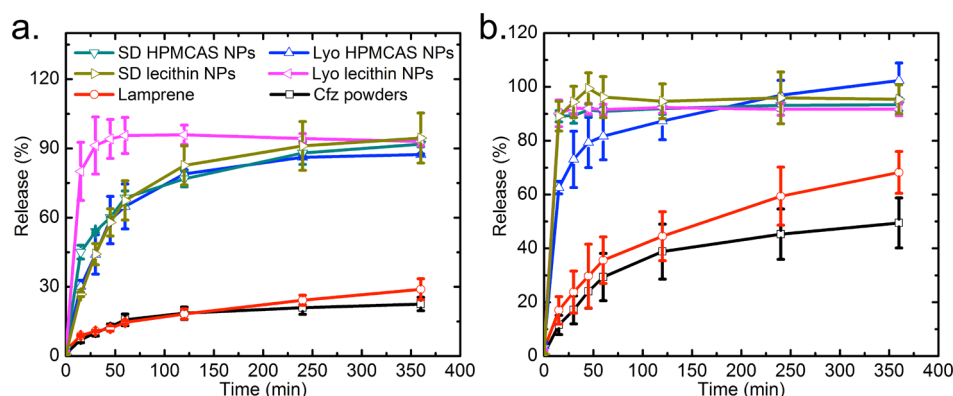 a.
SD HPMCAS NPs
Lyo HPMCAS NPs
SD lecithin NPs
Lyo lecithin NPs
Lamprene
Cfz powders
Release (%)
120
90
60
30
0
0 50 100 150 200 250 300 350 400
Time (min)
b.
Release (%)
120
100
80
60
40
20
0
0 50 100 150 200 250 300 350 400
Time (min)